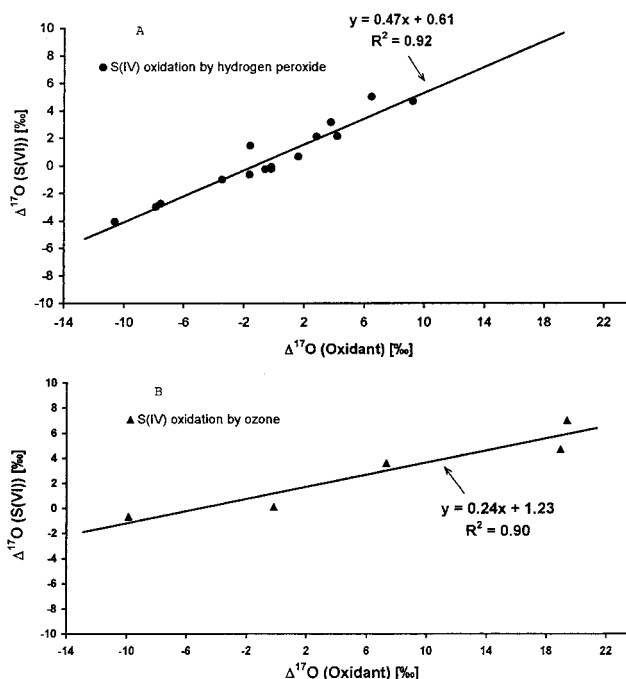 A
y = 0.47x + 0.61
R² = 0.92
● S(IV) oxidation by hydrogen peroxide
Δ¹⁷O (S(VI)) [‰]
10
8
6
4
2
0
-2
-4
-6
-8
-10
-14 -10 -6 -2 2 6 10 14 18 22
Δ¹⁷O (Oxidant) [‰]
B
▲ S(IV) oxidation by ozone
y = 0.24x + 1.23
R² = 0.90
Δ¹⁷O (S(VI)) [‰]
10
8
6
4
2
0
-2
-4
-6
-8
-10
-14 -10 -6 -2 2 6 10 14 18 22
Δ¹⁷O (Oxidant) [‰]